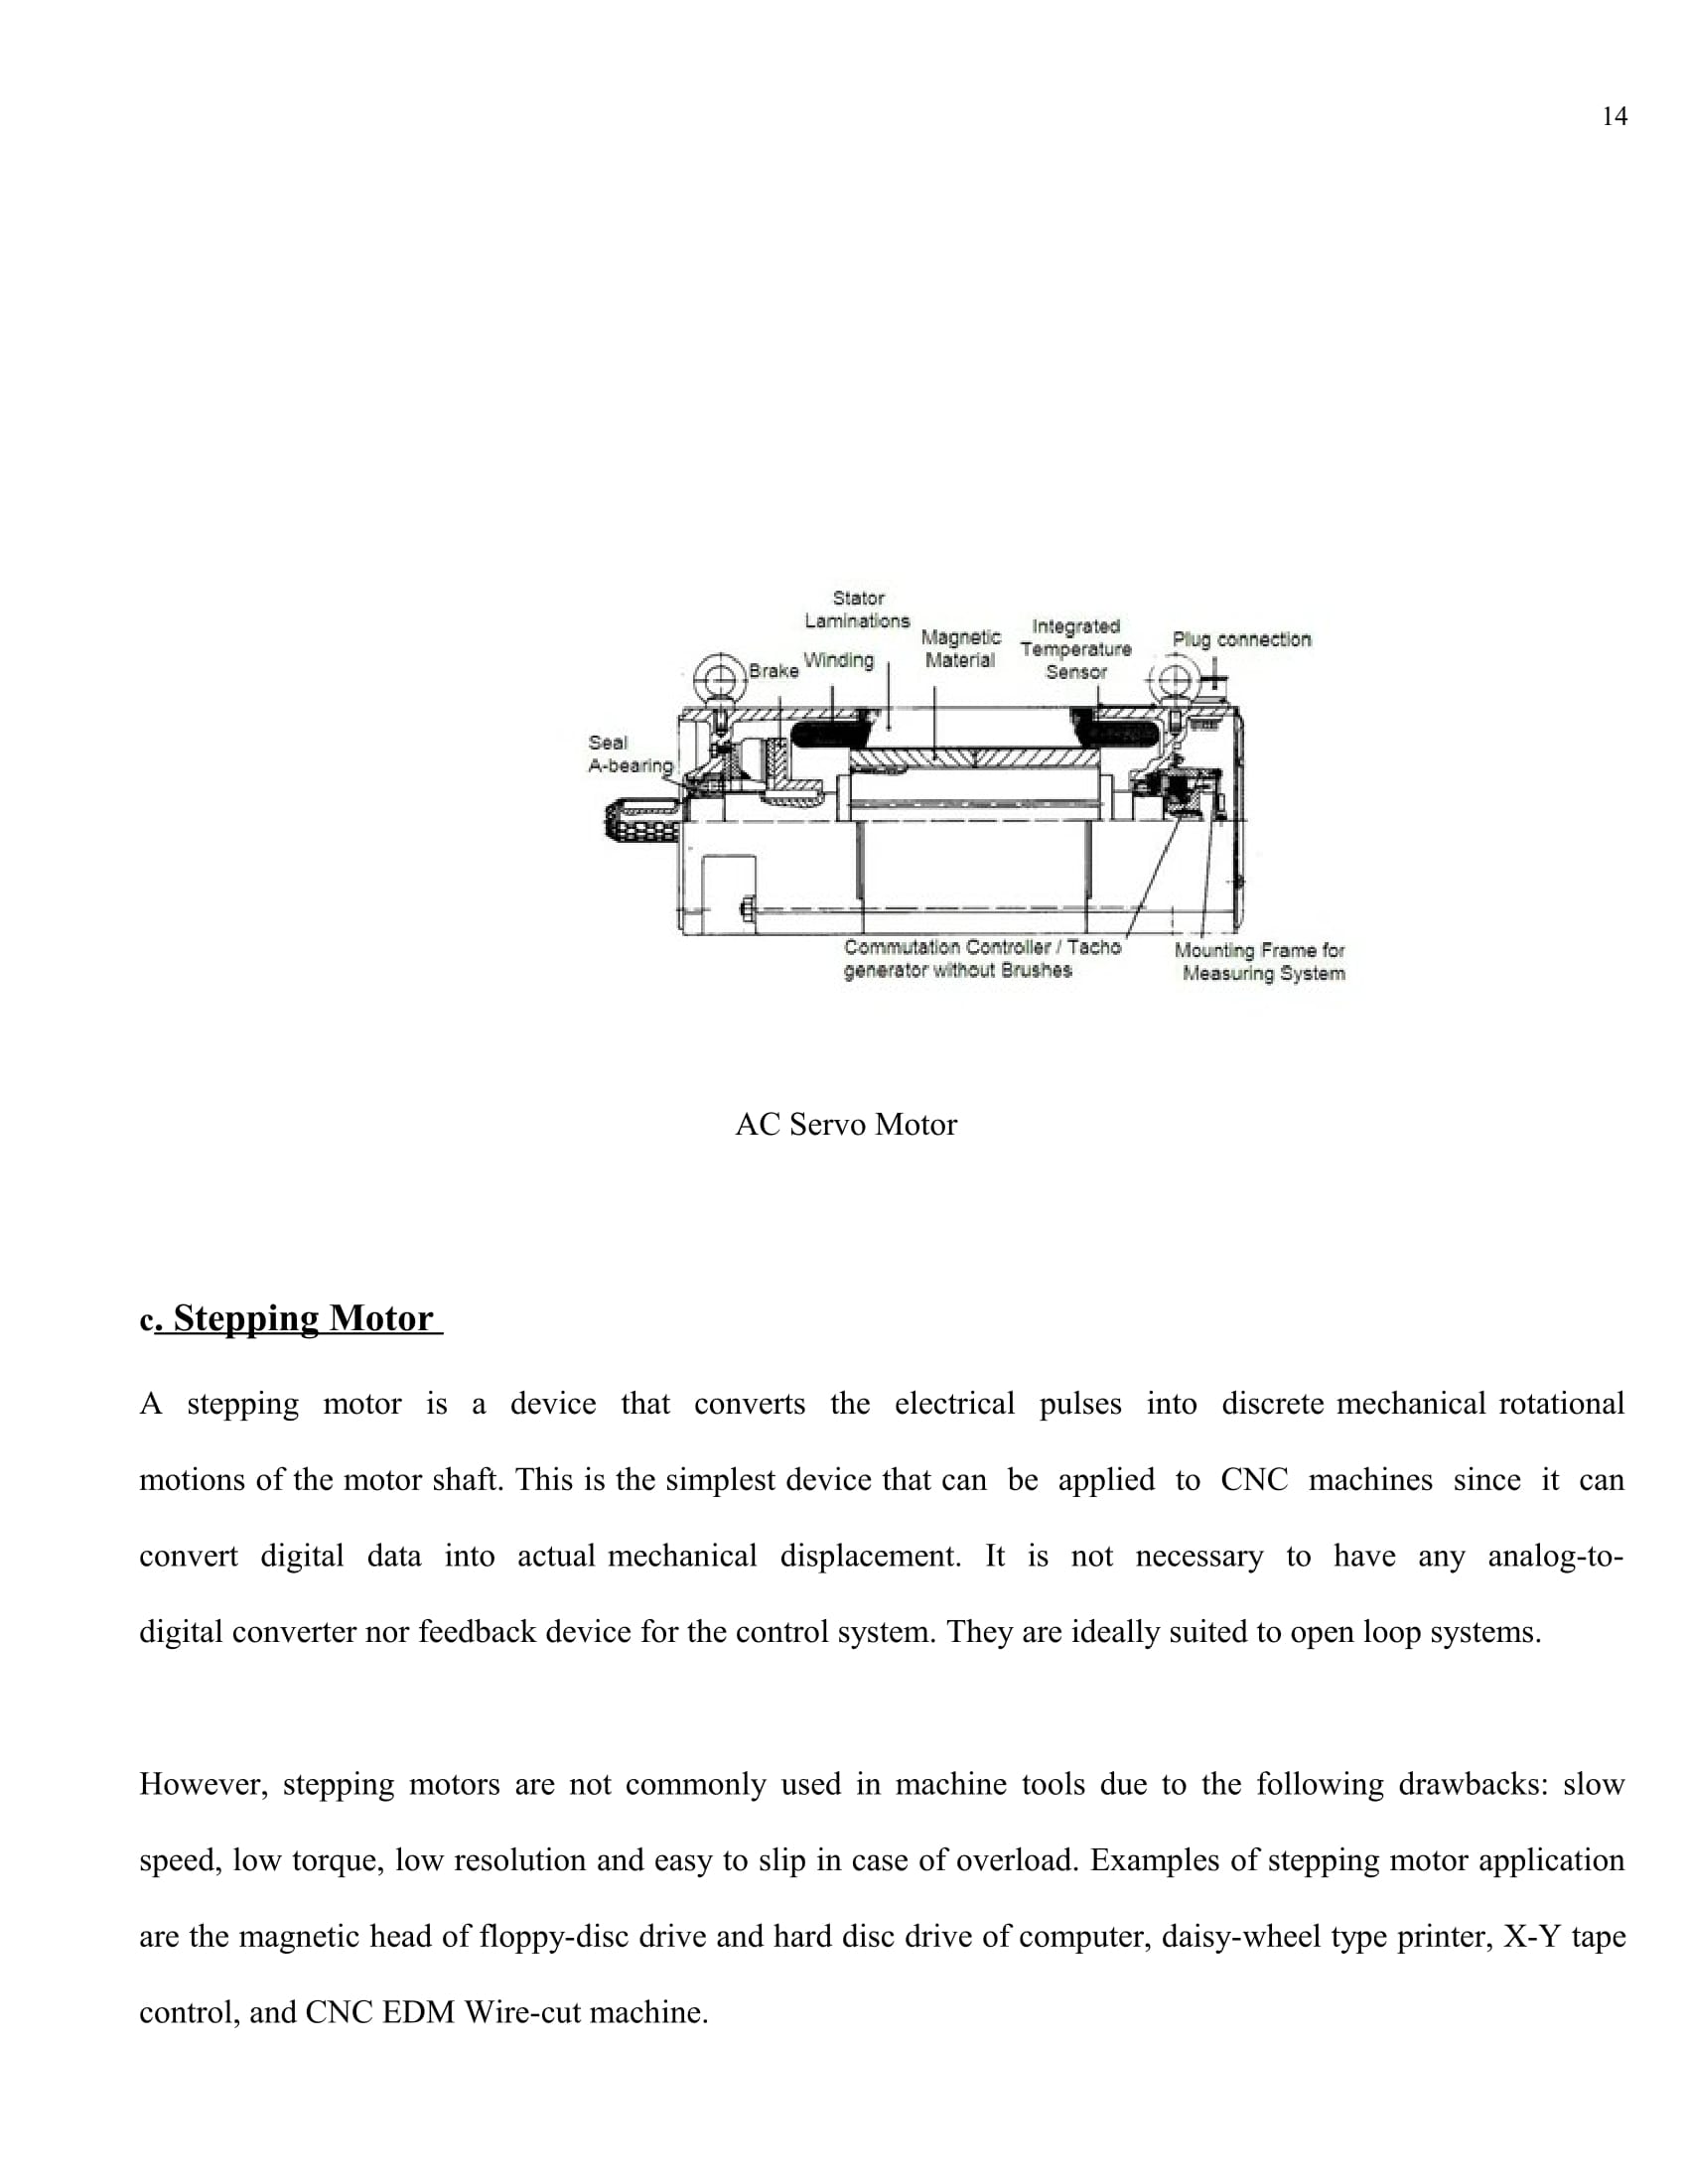 14
Stator
Laminations
Magnetic
Material
Integrated
Temperature
Sensor
Plug connection
Brake
Winding
Seal
A-bearing
Commutation Controller / Tacho
generator without Brushes
Mounting Frame for
Measuring System
AC Servo Motor
c. Stepping Motor
A stepping motor is a device that converts the electrical pulses into discrete mechanical rotational
motions of the motor shaft. This is the simplest device that can be applied to CNC machines since it can
convert digital data into actual mechanical displacement. It is not necessary to have any analog-to-
digital converter nor feedback device for the control system. They are ideally suited to open loop systems.
However, stepping motors are not commonly used in machine tools due to the following drawbacks: slow
speed, low torque, low resolution and easy to slip in case of overload. Examples of stepping motor application
are the magnetic head of floppy-disc drive and hard disc drive of computer, daisy-wheel type printer, X-Y tape
control, and CNC EDM Wire-cut machine.